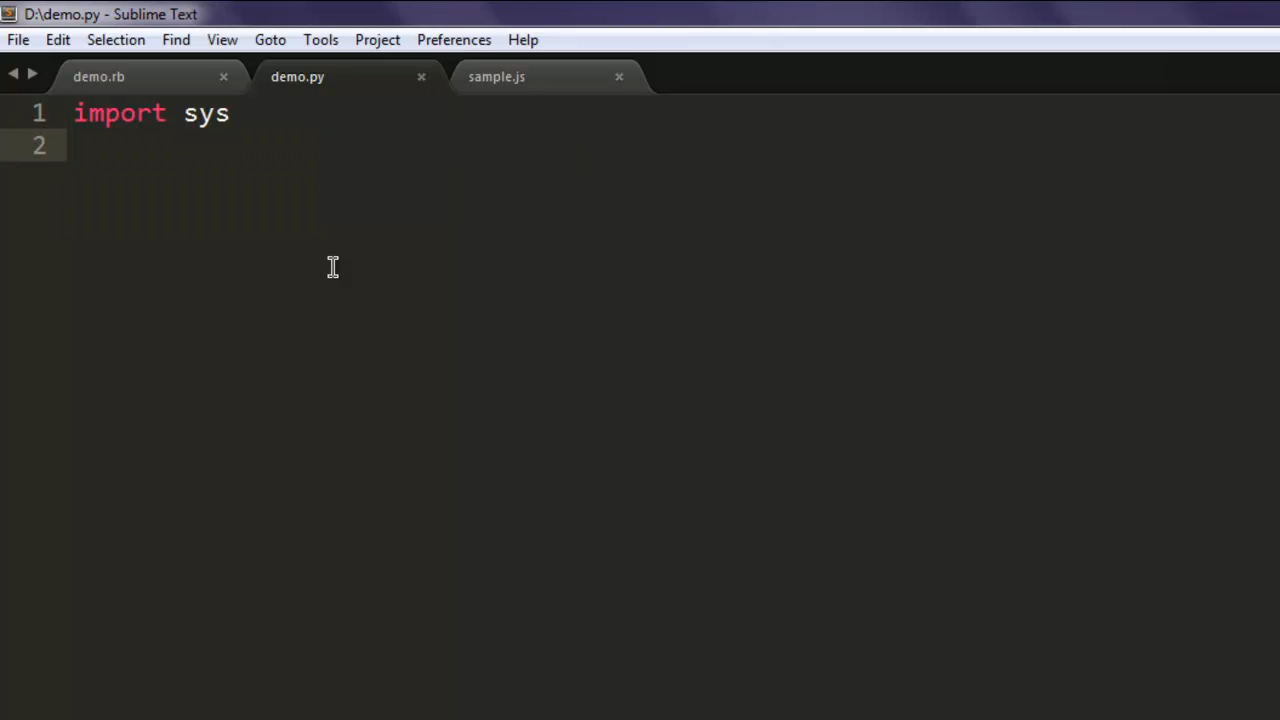 D:\demo.py - Sublime Text
File Edit Selection Find View Goto Tools Project Preferences Help
demo.rb × demo.py × sample.js ×
1 import sys
2